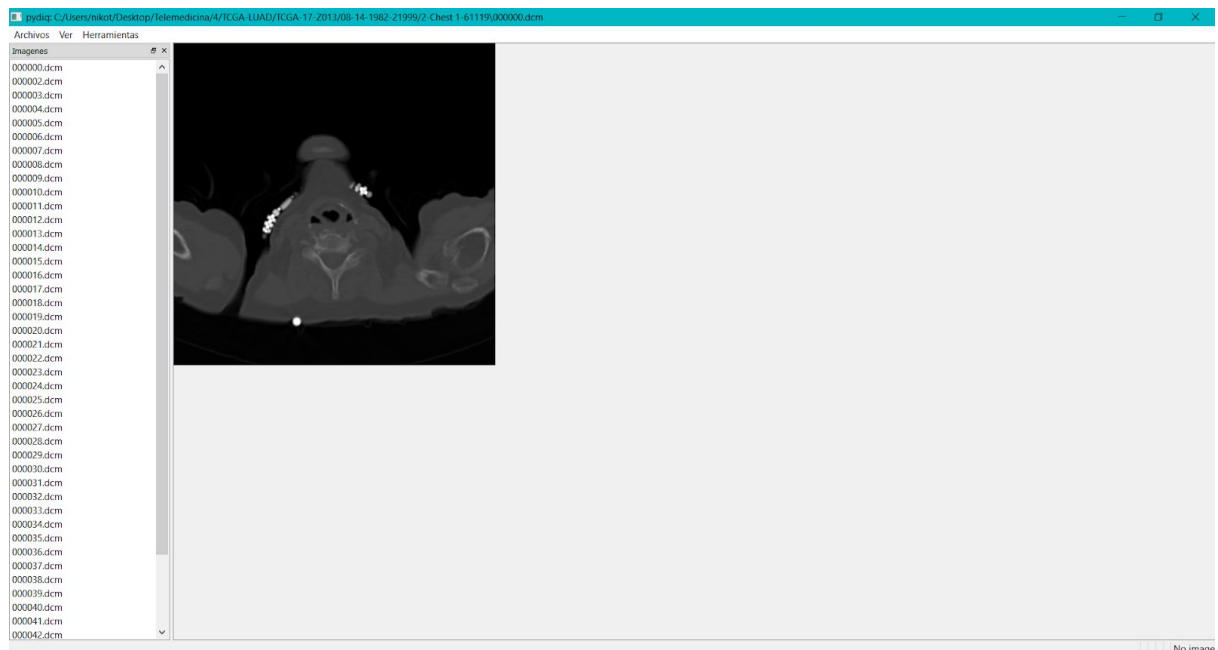 pydiq: C:/Users/nikot/Desktop/Telemedicina/4/TCGA-LUAD/TCGA-17-Z013/08-14-1982-21999/2-Chest 1-61119\000000.dcm
Archivos Ver Herramientas
Imagenes
000000.dcm
000002.dcm
000003.dcm
000004.dcm
000005.dcm
000006.dcm
000007.dcm
000008.dcm
000009.dcm
000010.dcm
000011.dcm
000012.dcm
000013.dcm
000014.dcm
000015.dcm
000016.dcm
000017.dcm
000018.dcm
000019.dcm
000020.dcm
000021.dcm
000022.dcm
000023.dcm
000024.dcm
000025.dcm
000026.dcm
000027.dcm
000028.dcm
000029.dcm
000030.dcm
000031.dcm
000032.dcm
000033.dcm
000034.dcm
000035.dcm
000036.dcm
000037.dcm
000038.dcm
000039.dcm
000040.dcm
000041.dcm
000042.dcm
No image